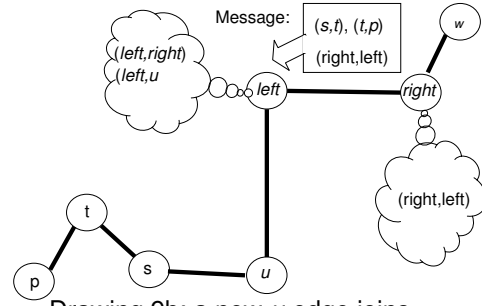 Message:
(s,t), (t,p)
(right,left)
w
(left,right)
(left,u
left
right
(right,left)
t
s
u
p
Drawing 2b: a new u edge joins